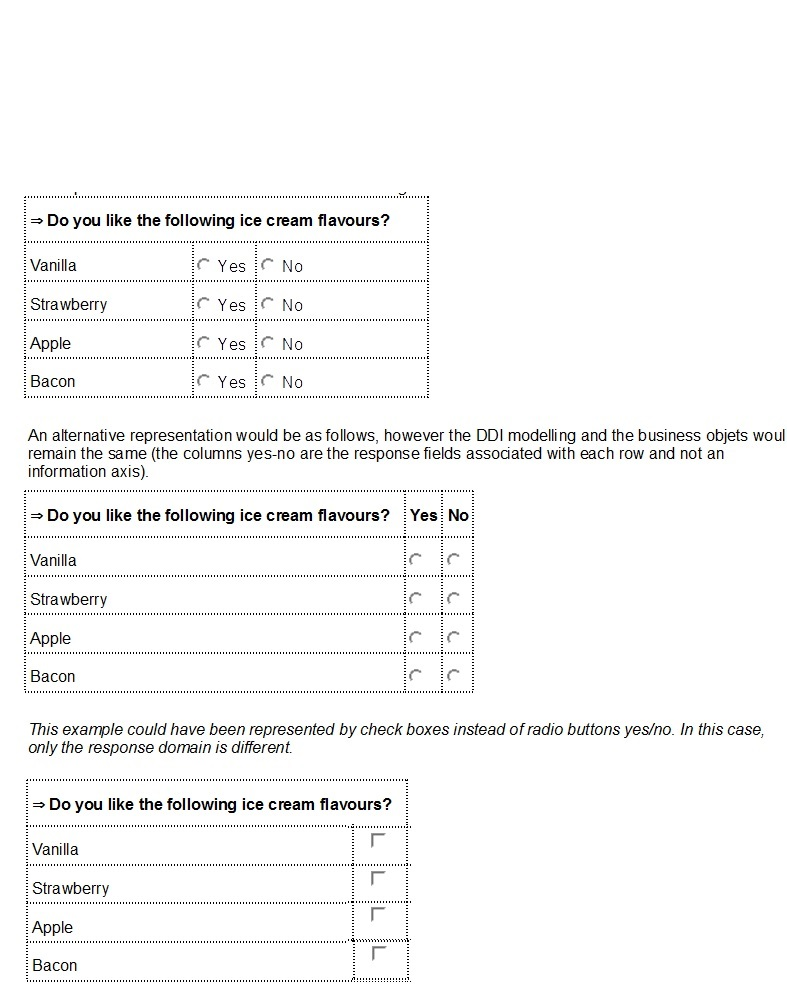 ⇒ Do you like the following ice cream flavours?
Vanilla Yes No
Strawberry Yes No
Apple Yes No
Bacon Yes No
An alternative representation would be as follows, however the DDI modelling and the business objets woul
remain the same (the columns yes-no are the response fields associated with each row and not an
information axis).
⇒ Do you like the following ice cream flavours? Yes No
Vanilla
Strawberry
Apple
Bacon
This example could have been represented by check boxes instead of radio buttons yes/no. In this case,
only the response domain is different.
⇒ Do you like the following ice cream flavours?
Vanilla
Strawberry
Apple
Bacon